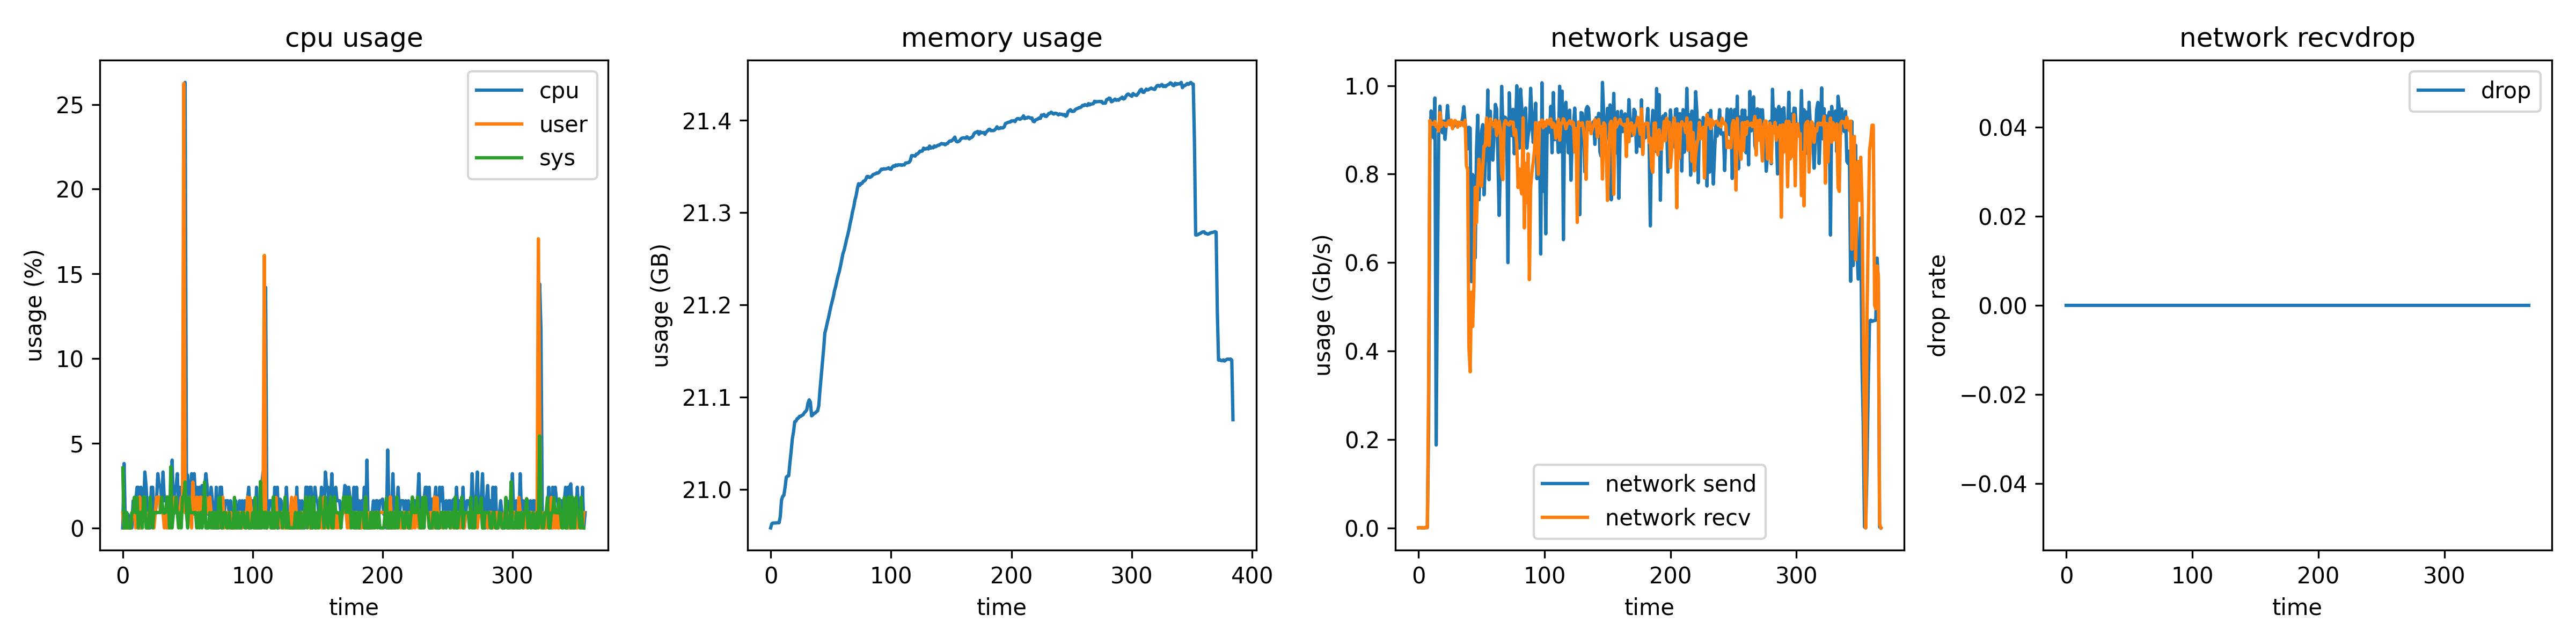 cpu usage
usage (%)
25
20
15
10
5
0
cpu
user
sys
0 100 200 300
time
memory usage
usage (GB)
21.4
21.3
21.2
21.1
21.0
0 100 200 300 400
time
network usage
usage (Gb/s)
1.0
0.8
0.6
0.4
0.2
0.0
network send
network recv
0 100 200 300
time
network recvdrop
drop rate
0.04
0.02
0.00
−0.02
−0.04
drop
0 100 200 300
time